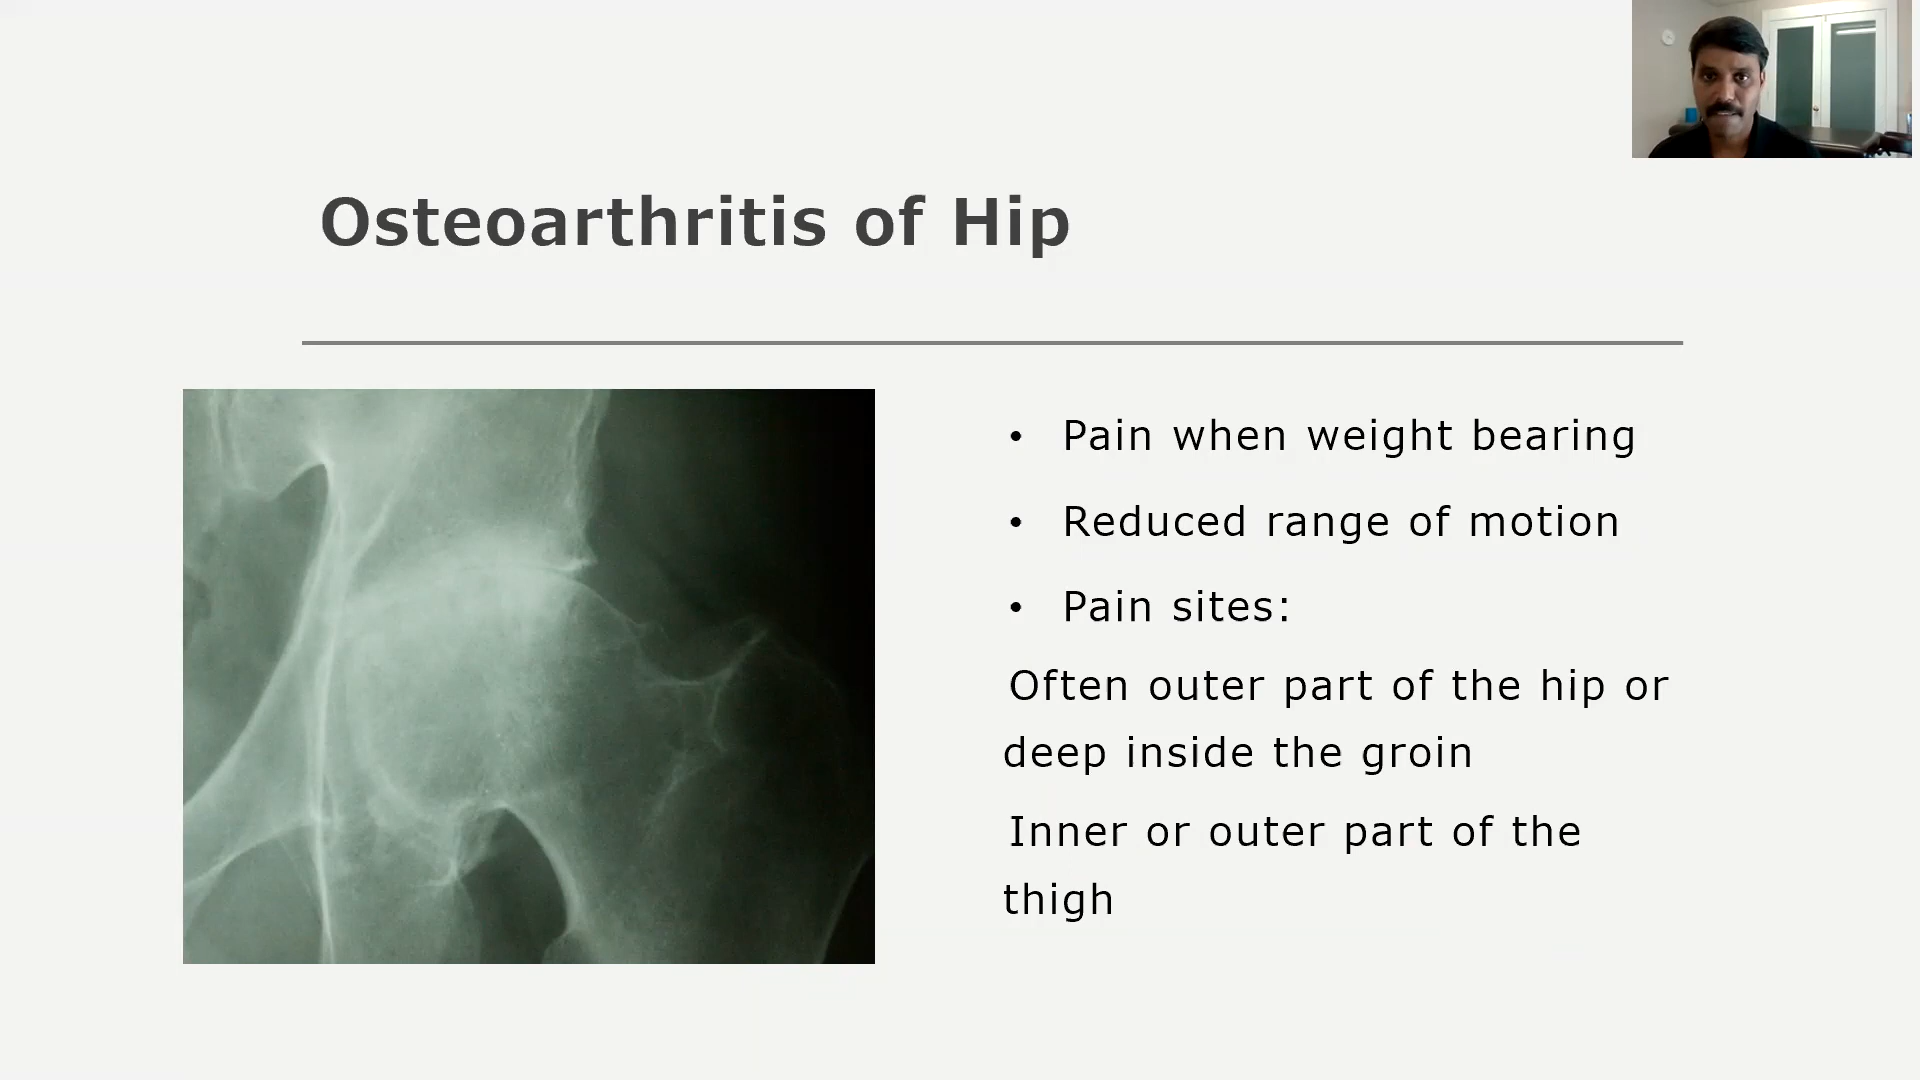 Osteoarthritis of Hip
• Pain when weight bearing
• Reduced range of motion
• Pain sites:
Often outer part of the hip or
deep inside the groin
Inner or outer part of the
thigh